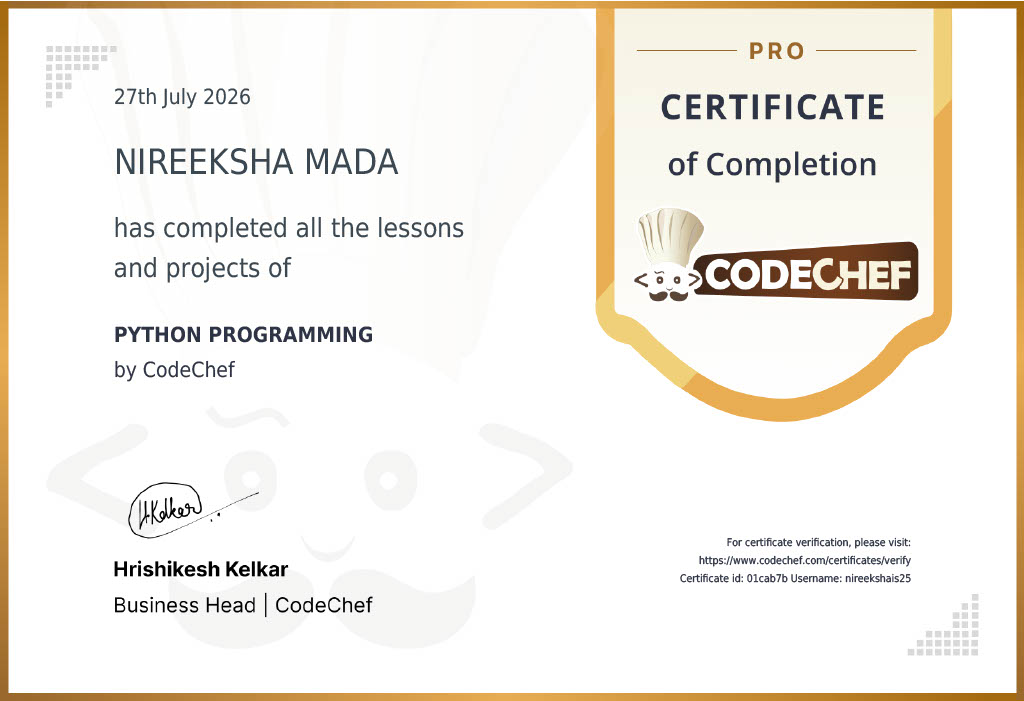 27th July 2026
NIREEKSHA MADA
has completed all the lessons
and projects of
PYTHON PROGRAMMING
by CodeChef
H.Kelkar
Hrishikesh Kelkar
Business Head | CodeChef
PRO
CERTIFICATE
of Completion
CODECHEF
For certificate verification, please visit:
https://www.codechef.com/certificates/verify
Certificate id: 01cab7b Username: nireekshais25